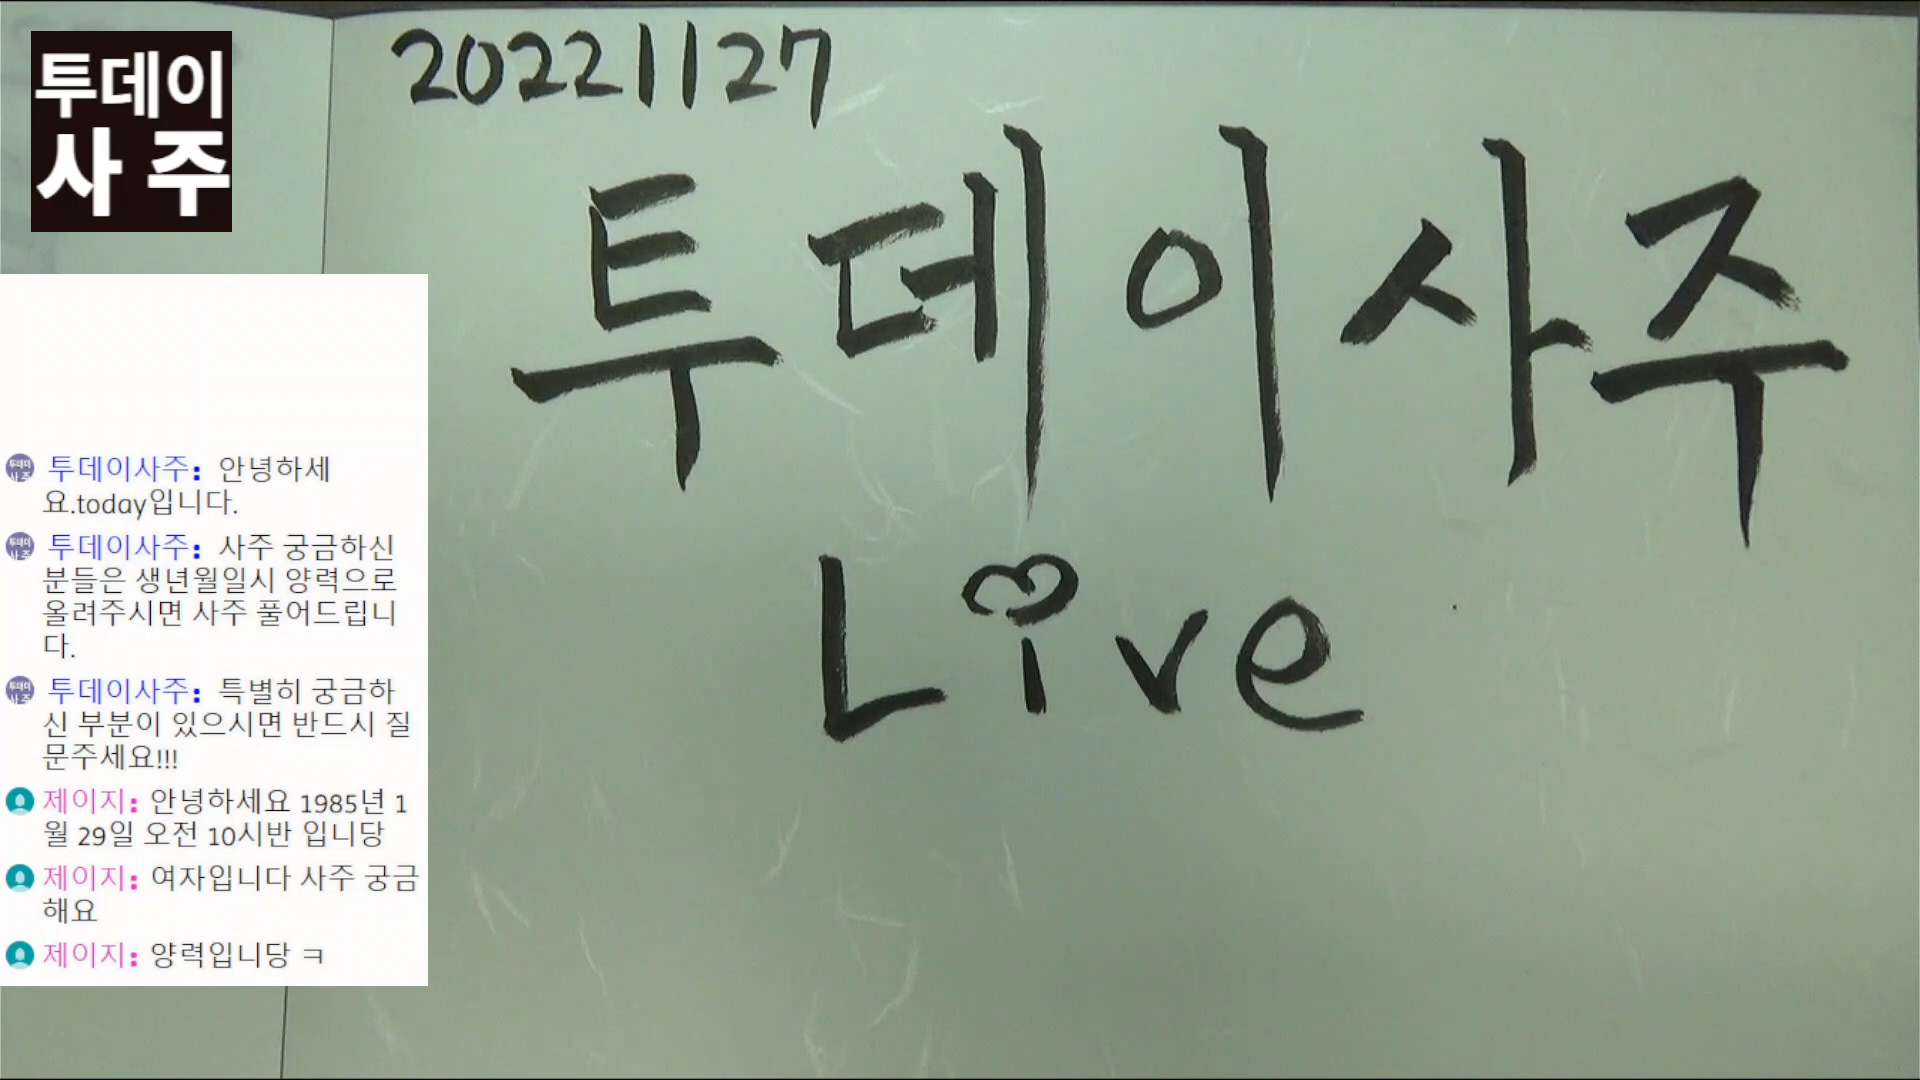 투데이
사 주
20221127
투데이사주
Live
투데이사주: 안녕하세
요.today입니다.
투데이사주: 사주 궁금하신
분들은 생년월일시 양력으로
올려주시면 사주 풀어드립니
다.
투데이사주: 특별히 궁금하
신 부분이 있으시면 반드시 질
문주세요!!!
제이지: 안녕하세요 1985년 1
월 29일 오전 10시반 입니당
제이지: 여자입니다 사주 궁금
해요
제이지: 양력입니당 ㅋ